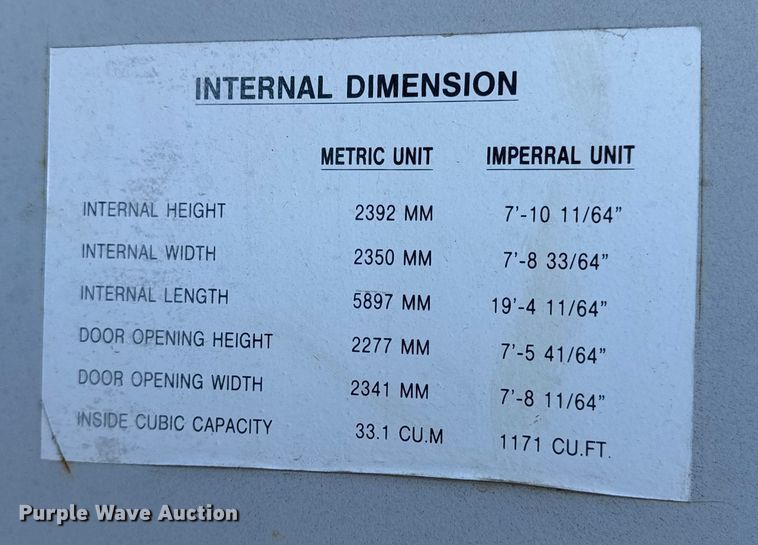 INTERNAL DIMENSION
METRIC UNIT IMPERRAL UNIT
INTERNAL HEIGHT 2392 MM 7'-10 11/64"
INTERNAL WIDTH 2350 MM 7'-8 33/64"
INTERNAL LENGTH 5897 MM 19'-4 11/64"
DOOR OPENING HEIGHT 2277 MM 7'-5 41/64"
DOOR OPENING WIDTH 2341 MM 7'-8 11/64"
INSIDE CUBIC CAPACITY 33.1 CU.M 1171 CU.FT.
Purple Wave Auction